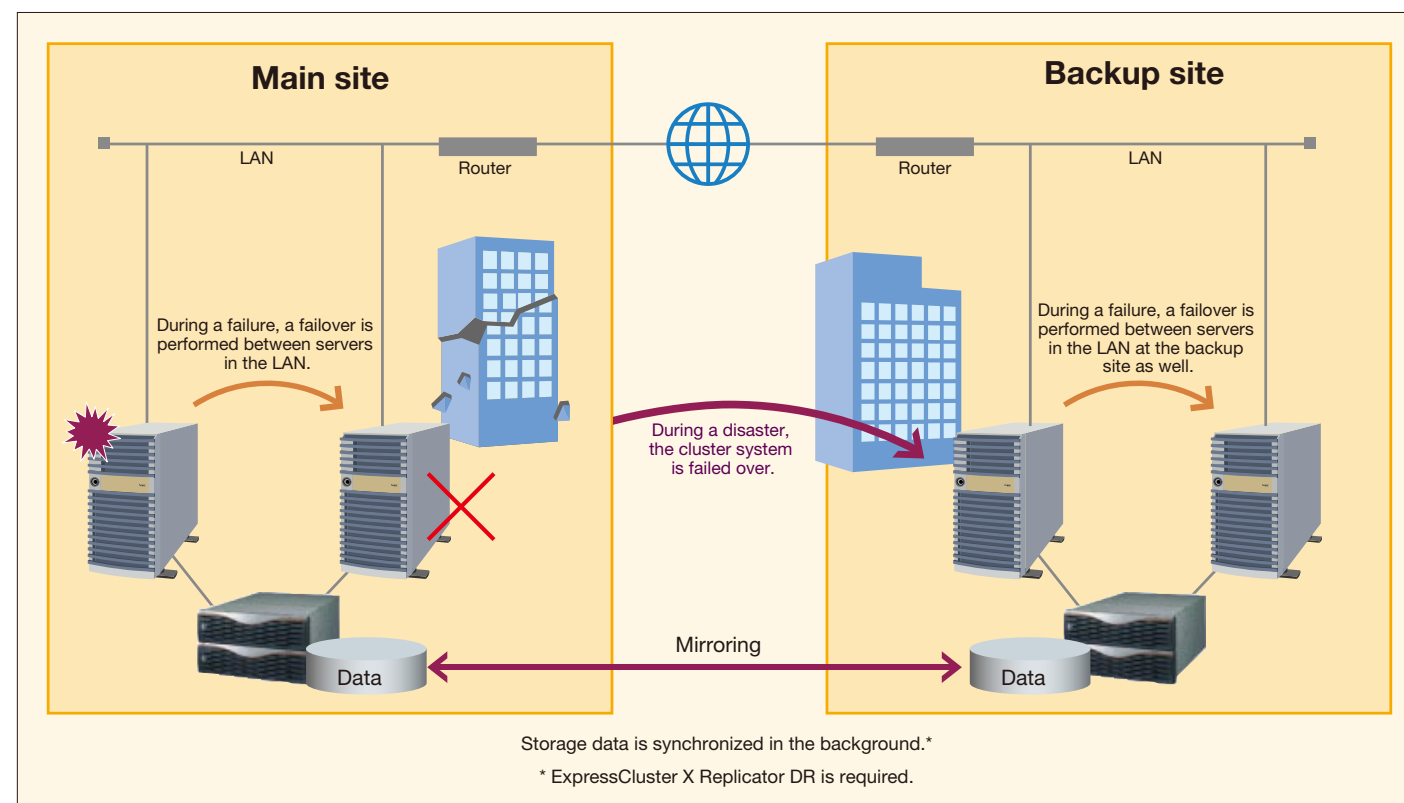 Main site
Backup site
LAN
Router
Router
LAN
During a failure, a failover is
performed between servers
in the LAN.
During a failure, a failover is
performed between servers
in the LAN at the backup
site as well.
During a disaster,
the cluster system
is failed over.
Mirroring
Data
Data
Storage data is synchronized in the background.*
* ExpressCluster X Replicator DR is required.